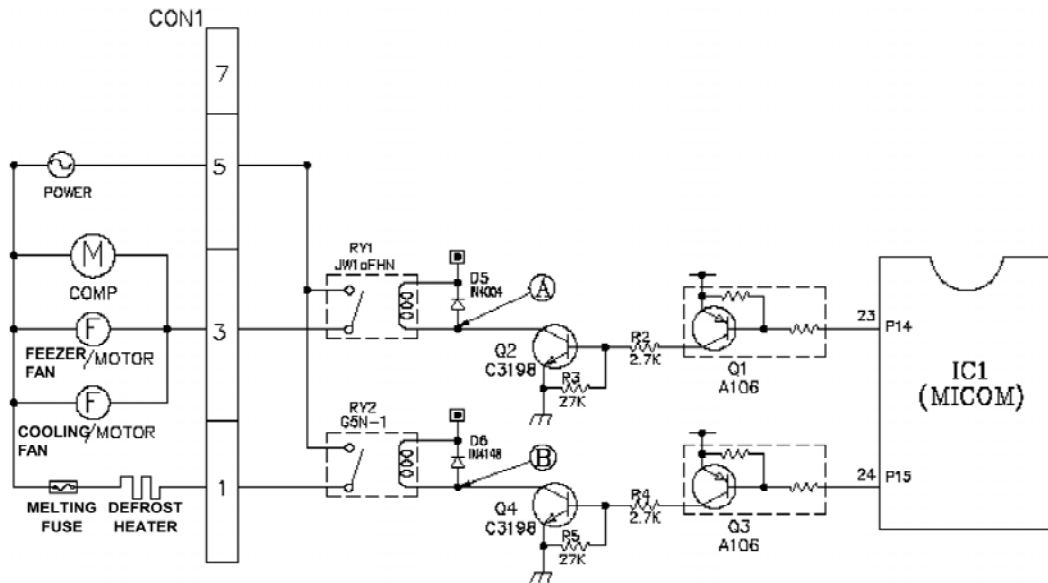 CON1
7
5
POWER
M
COMP
F
FEEZER/MOTOR
FAN
3
F
COOLING/MOTOR
FAN
1
MELTING
FUSE
DEFROST
HEATER
RY1
JW1aFHN
D5
IN4004
A
Q2
C3198
R3
27K
R2
2.7K
Q1
A106
23
P14
IC1
(MICOM)
RY2
G5N-1
D6
IN4148
B
Q4
C3198
R5
27K
R4
2.7K
Q3
A106
24
P15